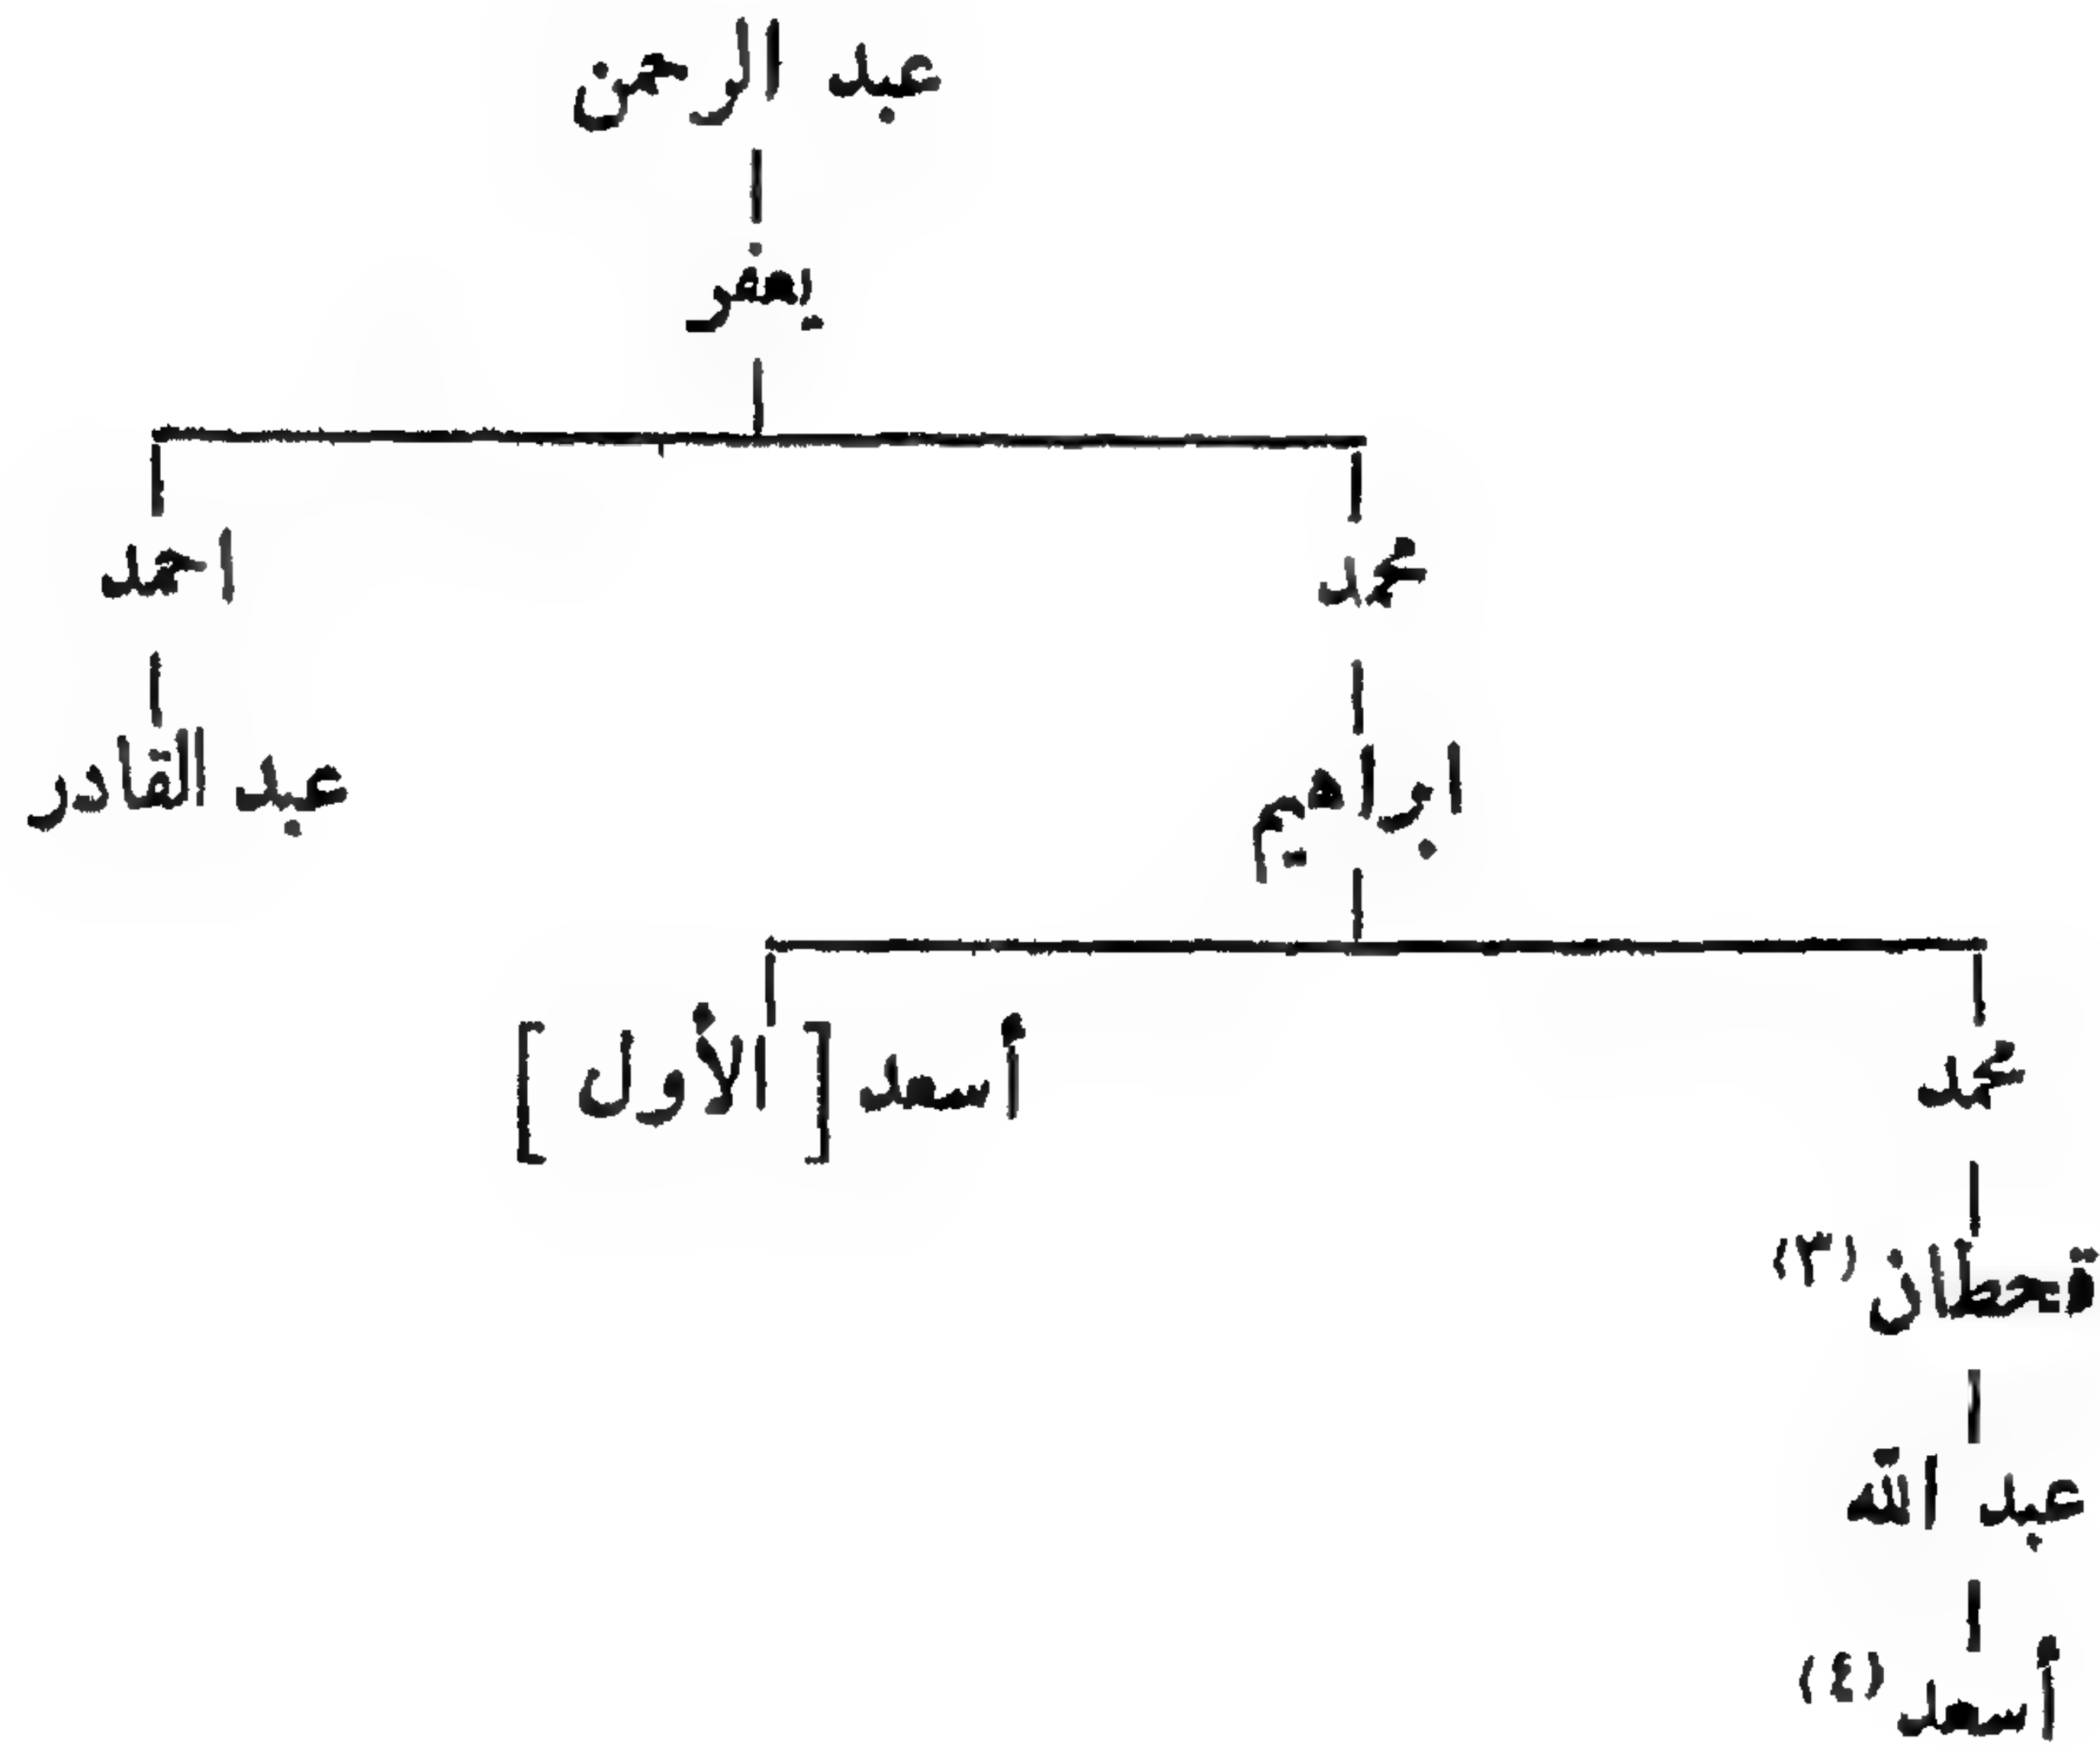 عبد الرحمن
يعفر
محمد
احمد
ابراهيم
عبد القادر
محمد
أسعد [ الأول ]
قحطان (٣)
عبد الله
أسعد (٤)